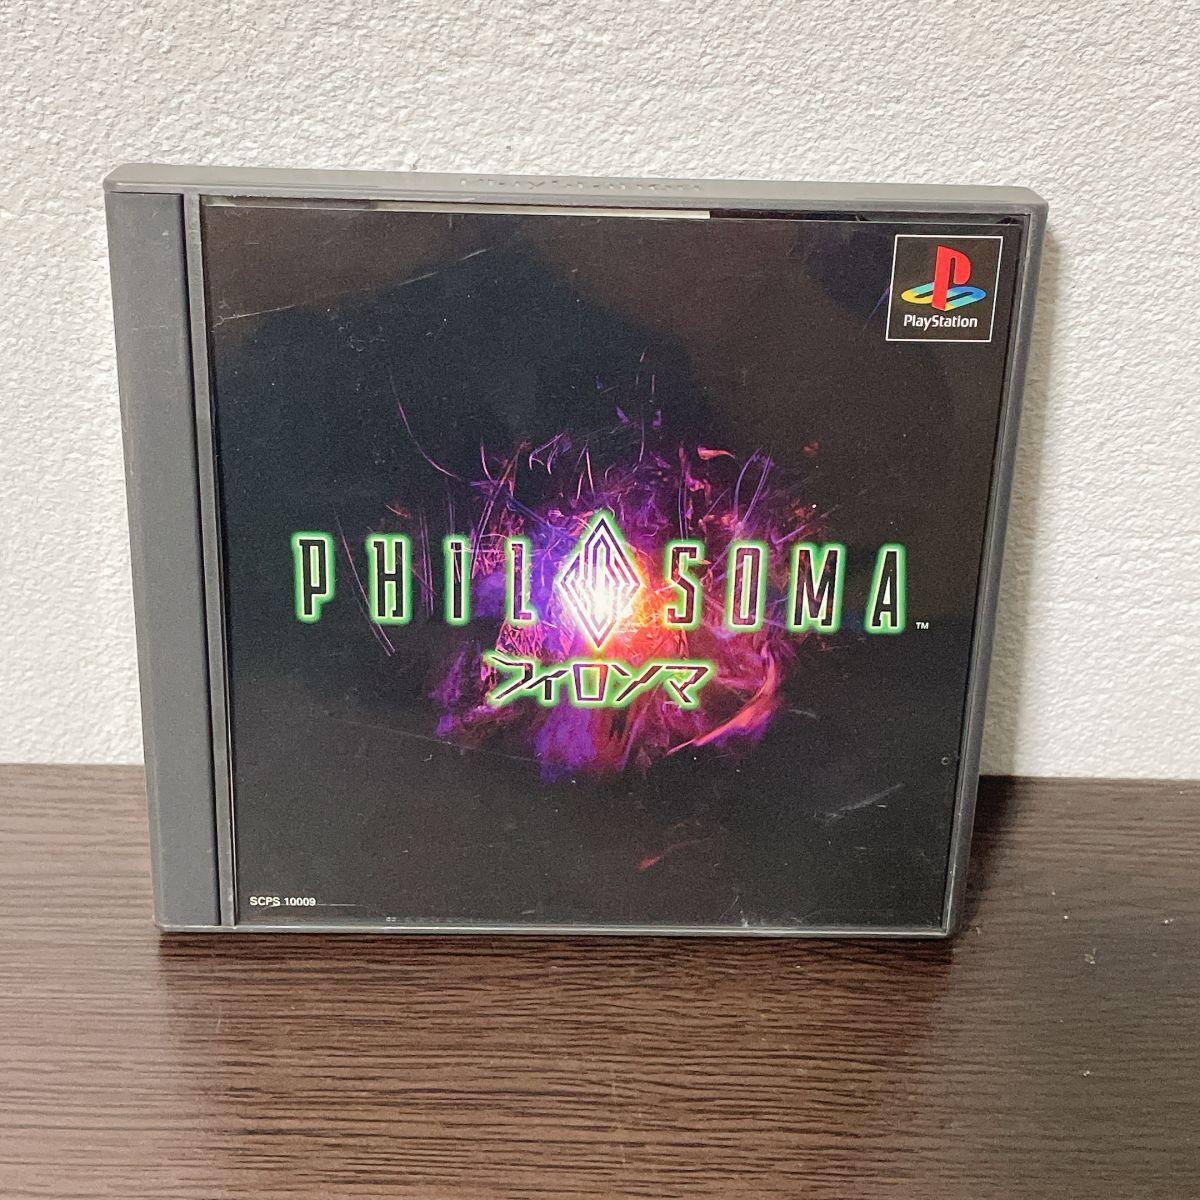 PlayStation
PHILOSOMA™
フィロソマ
SCPS 10009